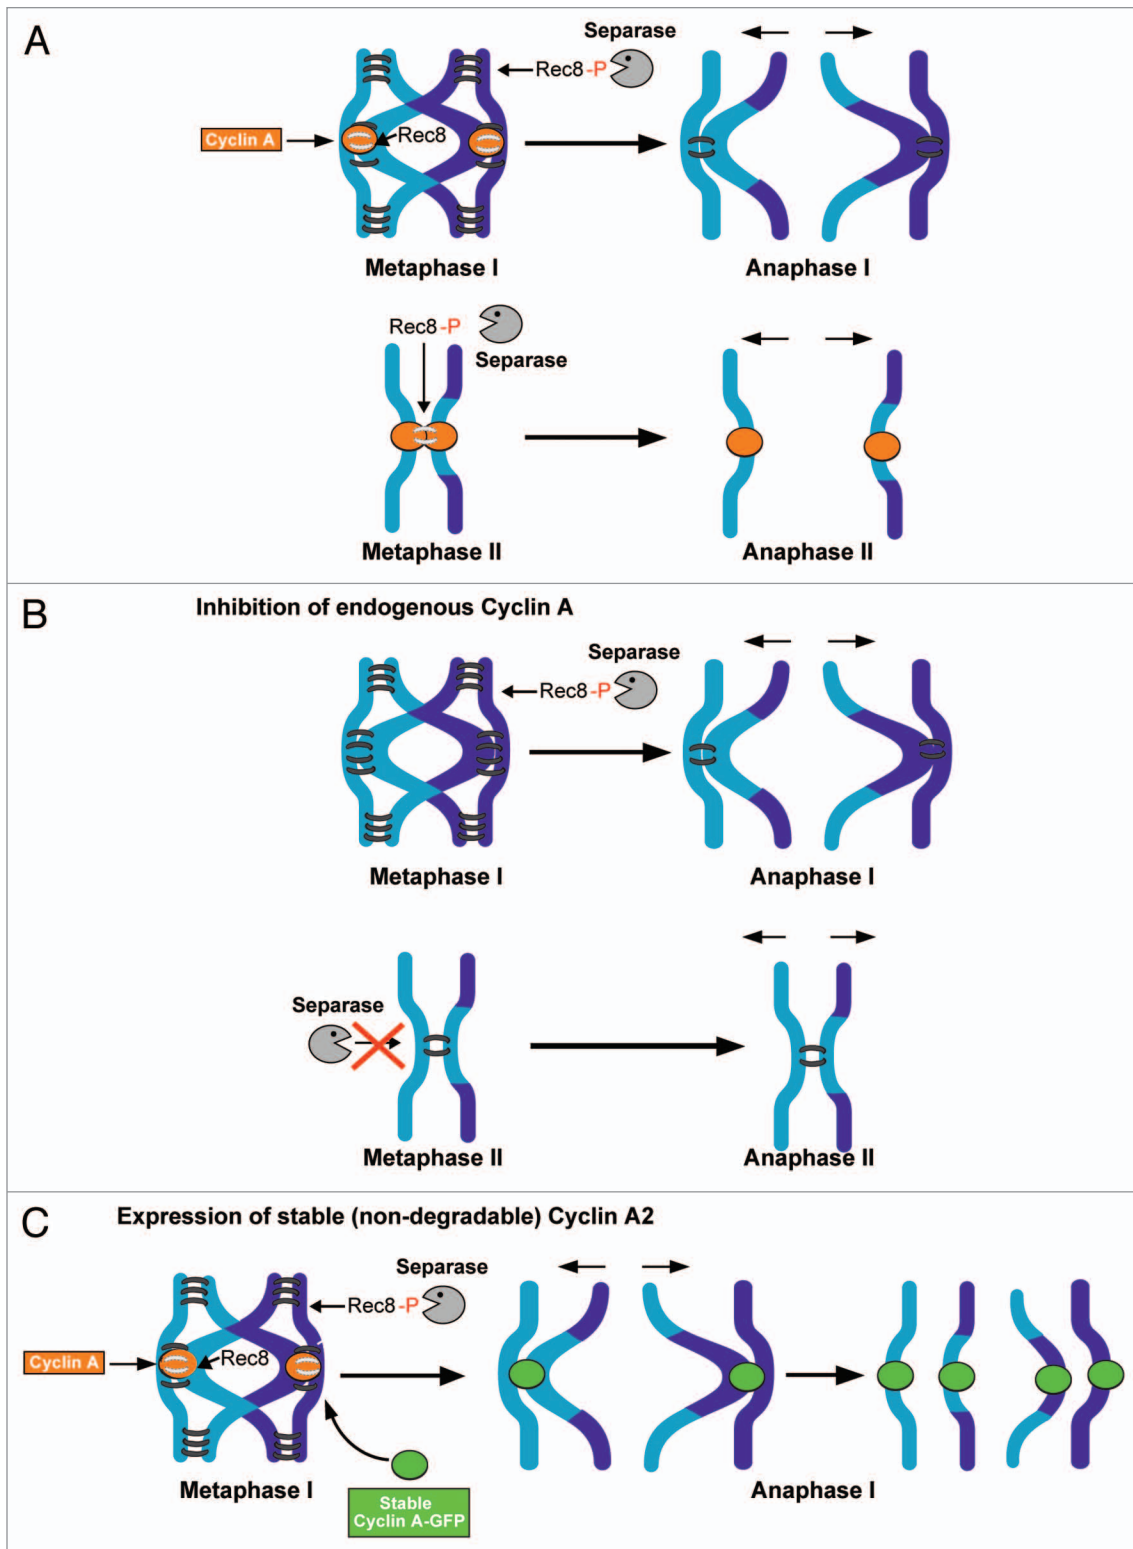 A
Separase
Rec8-P
Cyclin A
Rec8
Metaphase I
Anaphase I
Rec8-P
Separase
Metaphase II
Anaphase II
B
Inhibition of endogenous Cyclin A
Separase
Rec8-P
Metaphase I
Anaphase I
Separase
Metaphase II
Anaphase II
C
Expression of stable (non-degradable) Cyclin A2
Separase
Rec8-P
Cyclin A
Rec8
Metaphase I
Anaphase I
Stable
Cyclin A-GFP